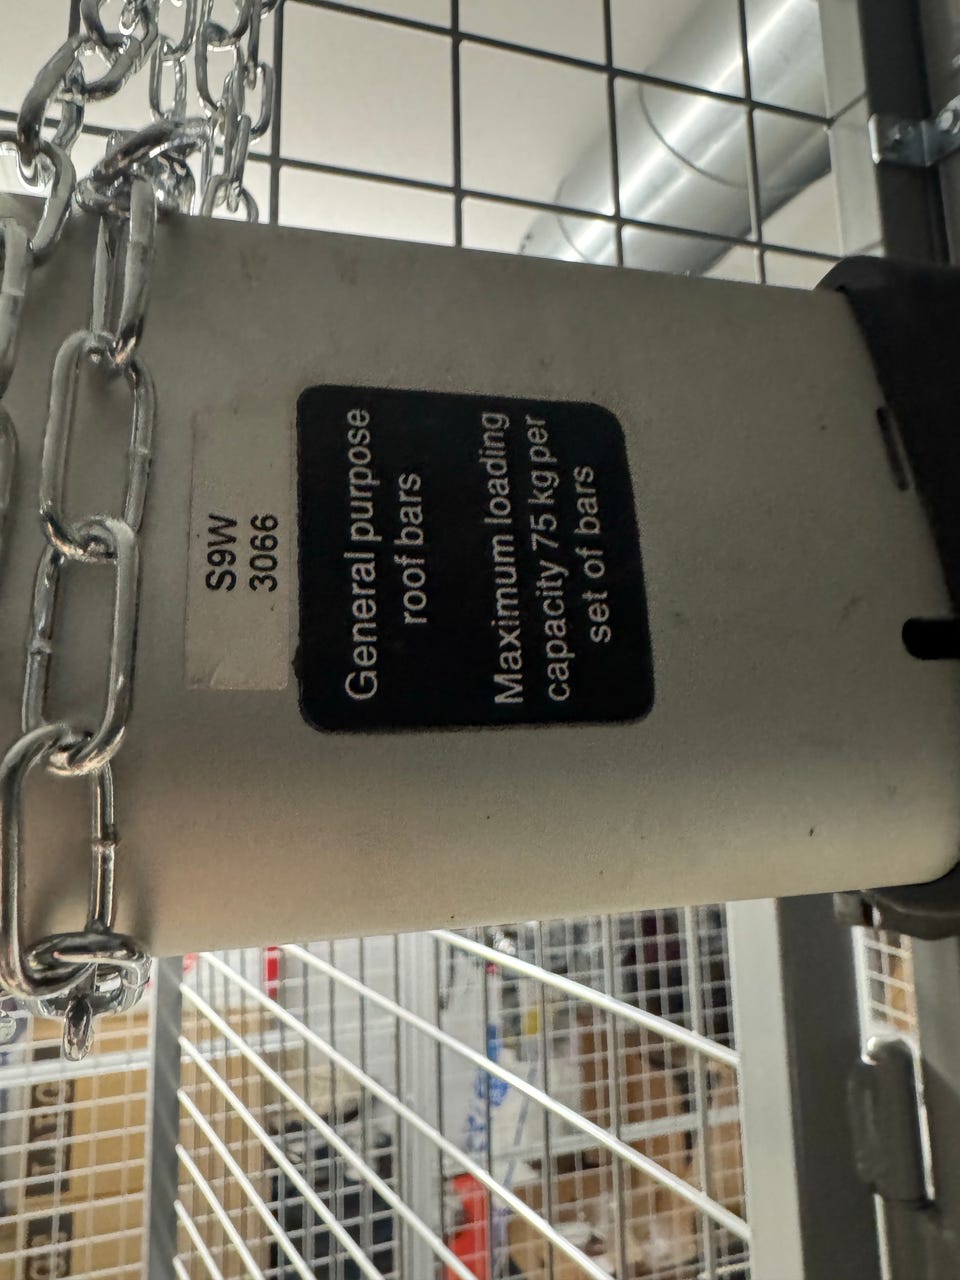 S9W
3066
General purpose
roof bars
Maximum loading
capacity 75 kg per
set of bars